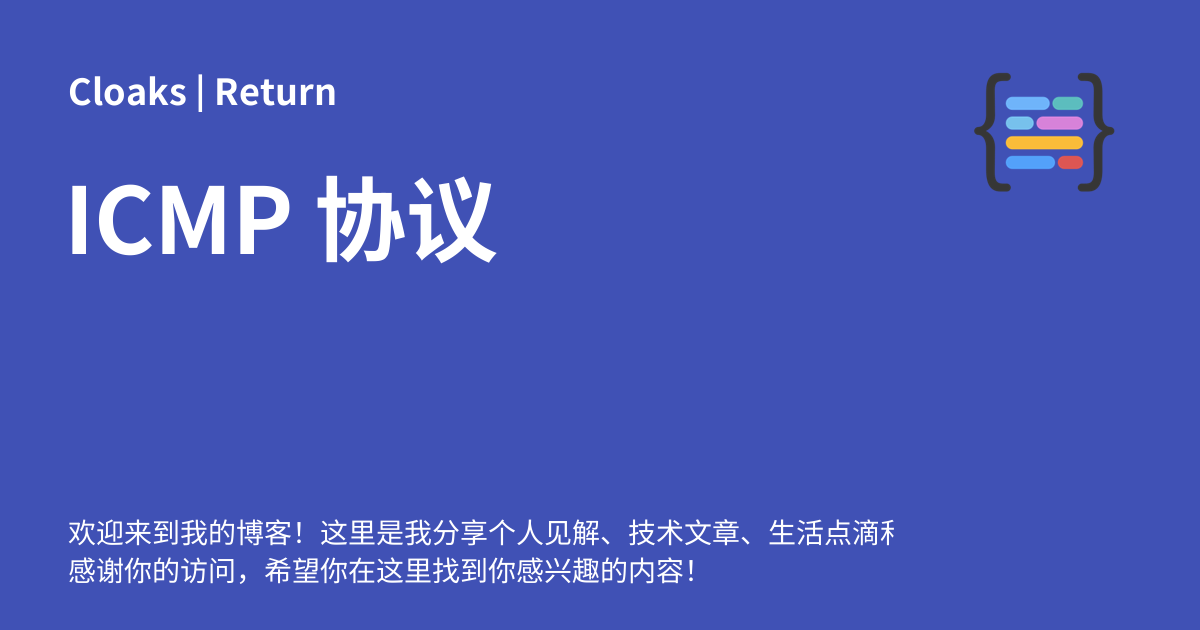 Cloaks | Return
ICMP 协议
欢迎来到我的博客！这里是我分享个人见解、技术文章、生活点滴
感谢你的访问，希望你在这里找到你感兴趣的内容！